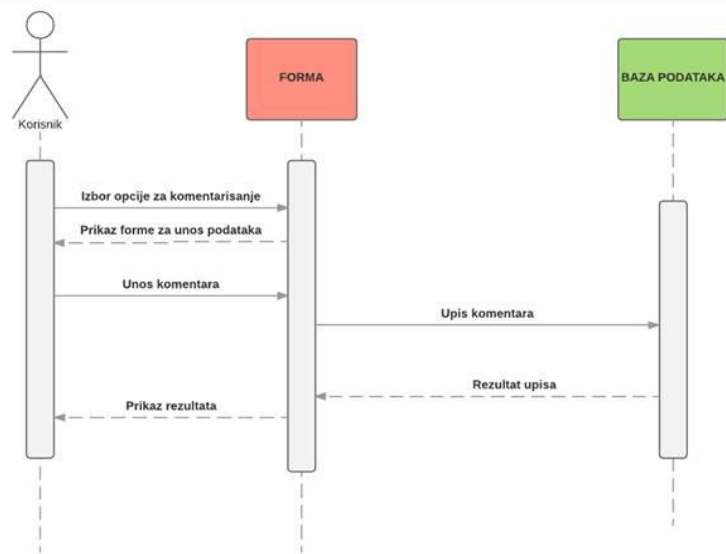 FORMA
BAZA PODATAKA
Korisnik
Izbor opcije za komentarisanje
Prikaz forme za unos podataka
Unos komentara
Upis komentara
Rezultat upisa
Prikaz rezultata